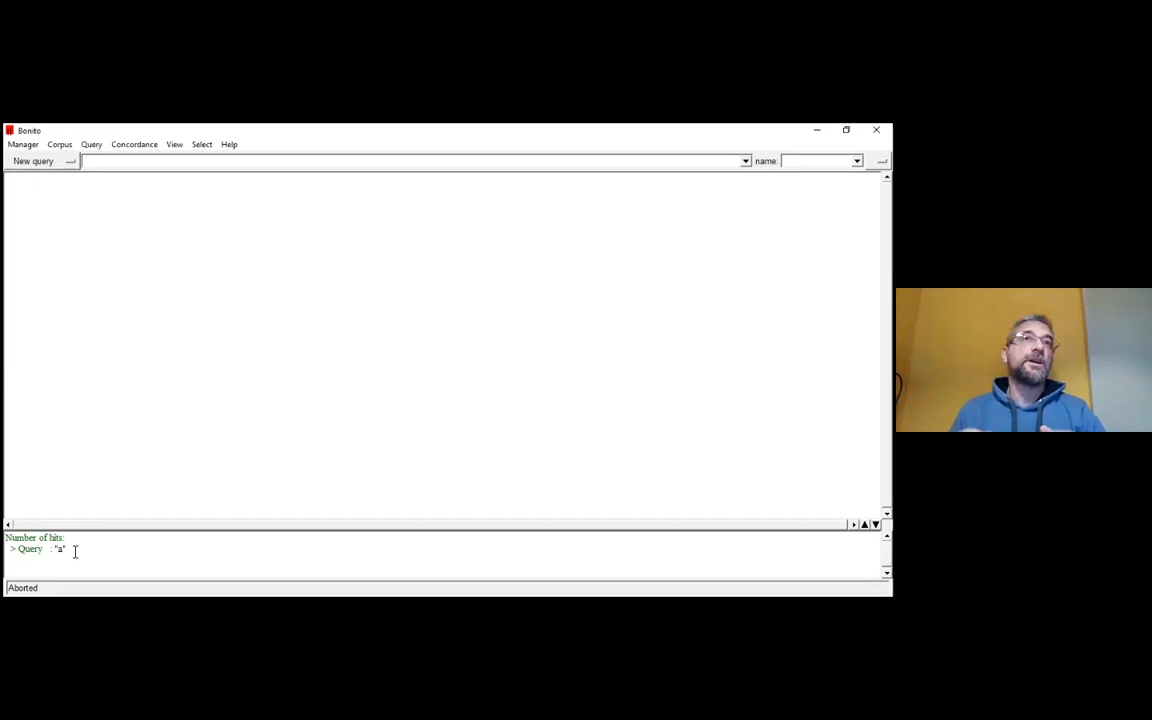 Bonito
Manager Corpus Query Concordance View Select Help
New query name:
Number of hits:
> Query : "a"
Aborted